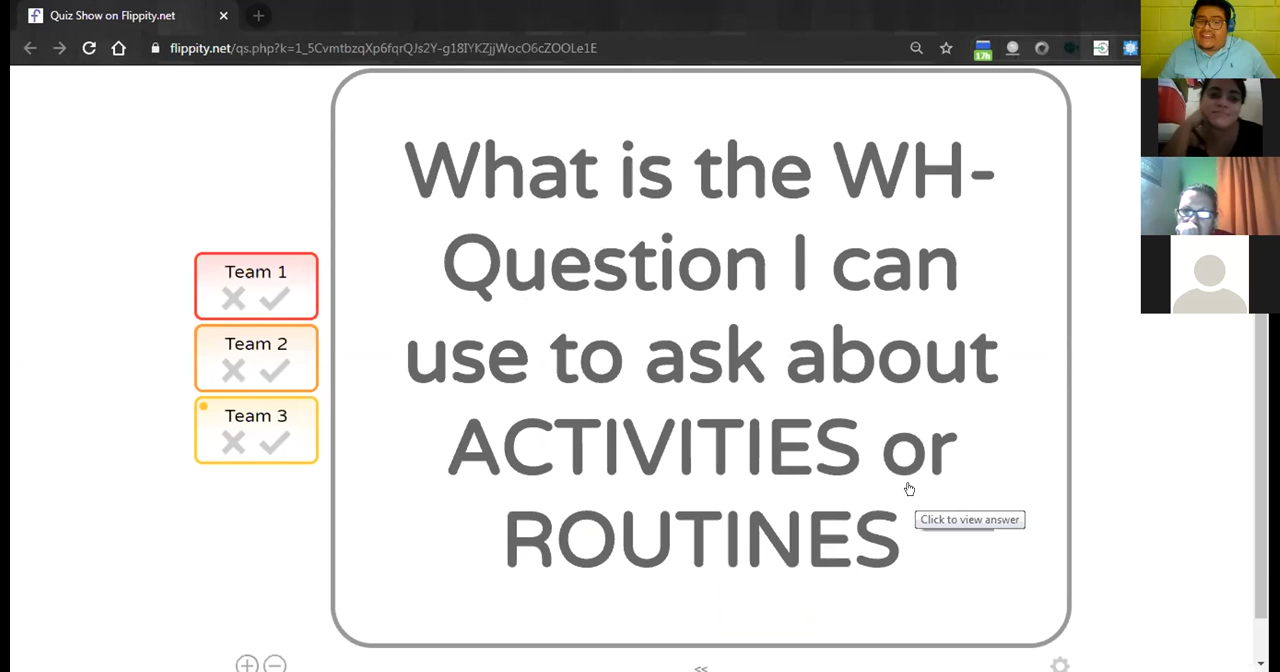 Quiz Show on Flippity.net
flippity.net/qs.php?k=1_5CvmtbzqXp6fqrQJs2Y-g18IYKZjjWocO6cZOOLe1E
17h
What is the WH-
Question I can
use to ask about
ACTIVITIES or
ROUTINES
Team 1
Team 2
Team 3
Click to view answer
<<